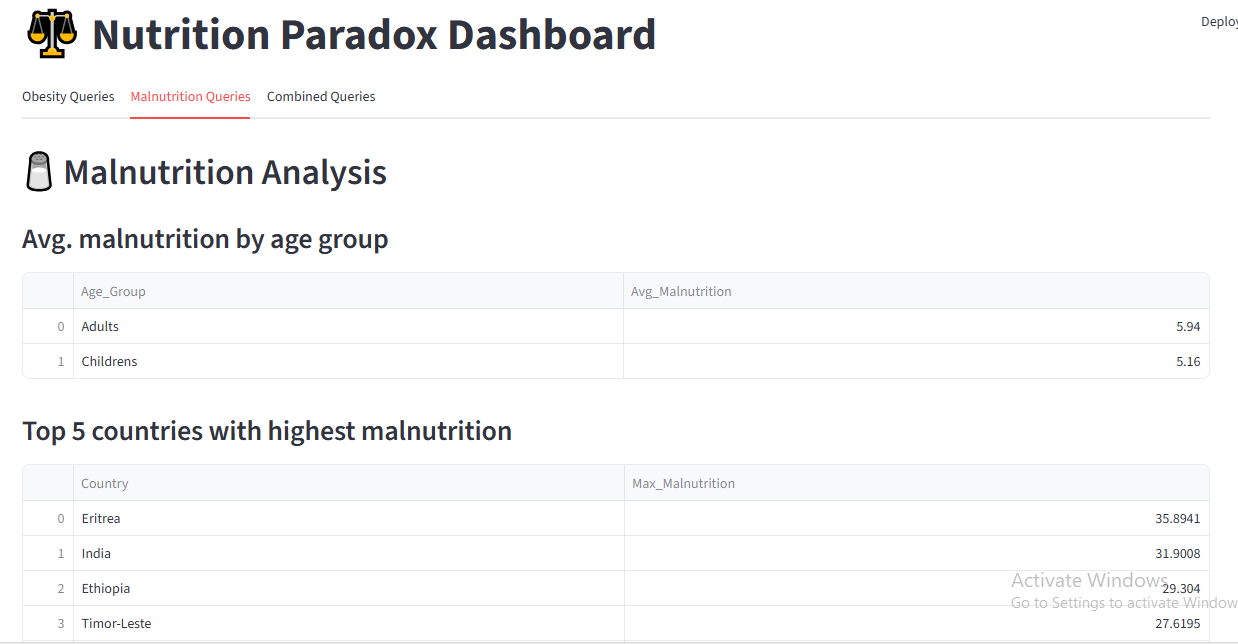 Nutrition Paradox Dashboard
Deploy
Obesity Queries Malnutrition Queries Combined Queries
Malnutrition Analysis
Avg. malnutrition by age group
Age_Group Avg_Malnutrition
0 Adults 5.94
1 Childrens 5.16
Top 5 countries with highest malnutrition
Country Max_Malnutrition
0 Eritrea 35.8941
1 India 31.9008
2 Ethiopia 29.304
3 Timor-Leste 27.6195
Activate Windows
Go to Settings to activate Window